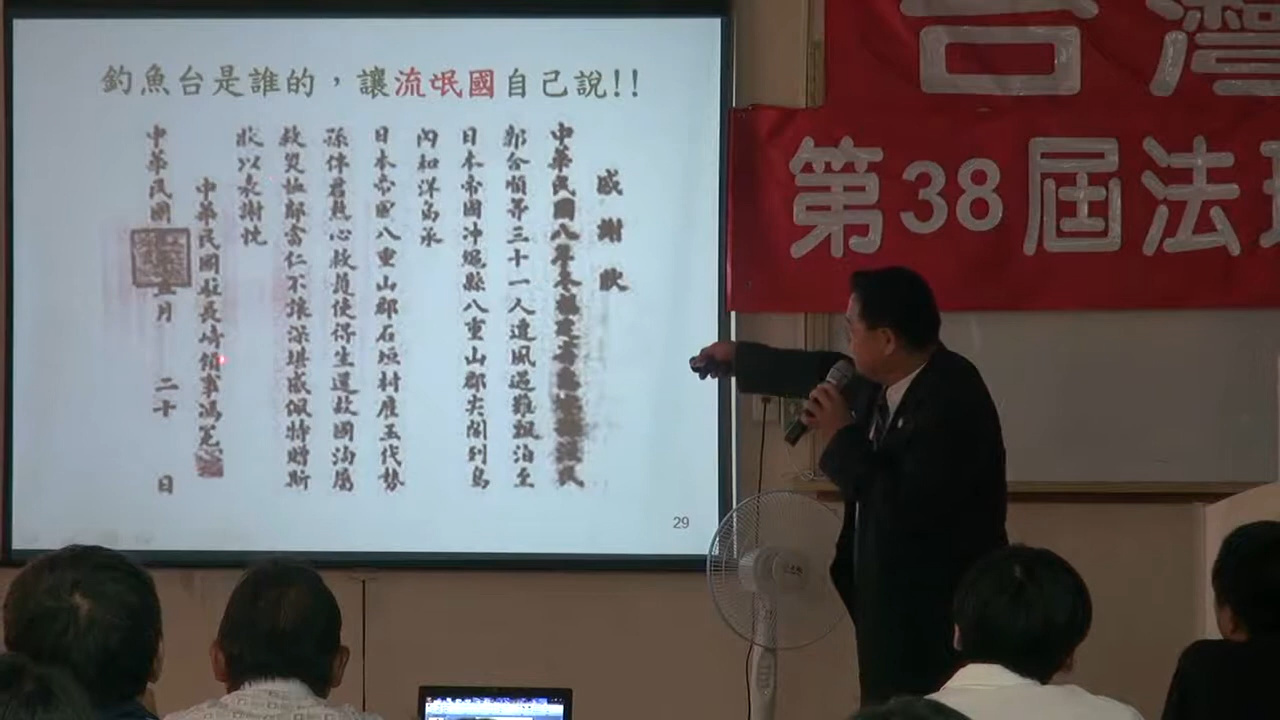 釣魚台是誰的，讓流氓國自己說!!
感謝狀
中華民國八年冬福建省惠安縣漁民
郭合順等三十一人遭風遇難飄泊至
日本帝國沖繩縣八重山郡尖閣列島
內和洋島承
日本帝國八重山郡石垣村雇玉代勢
孫伴君熱心救護使得生還故國洵屬
救災恤鄰當仁不讓深堪感佩特贈斯
狀以表謝忱
中華民國駐長崎領事馮冕
中華民國
五月 二十 日
29
台灣
第38屆法